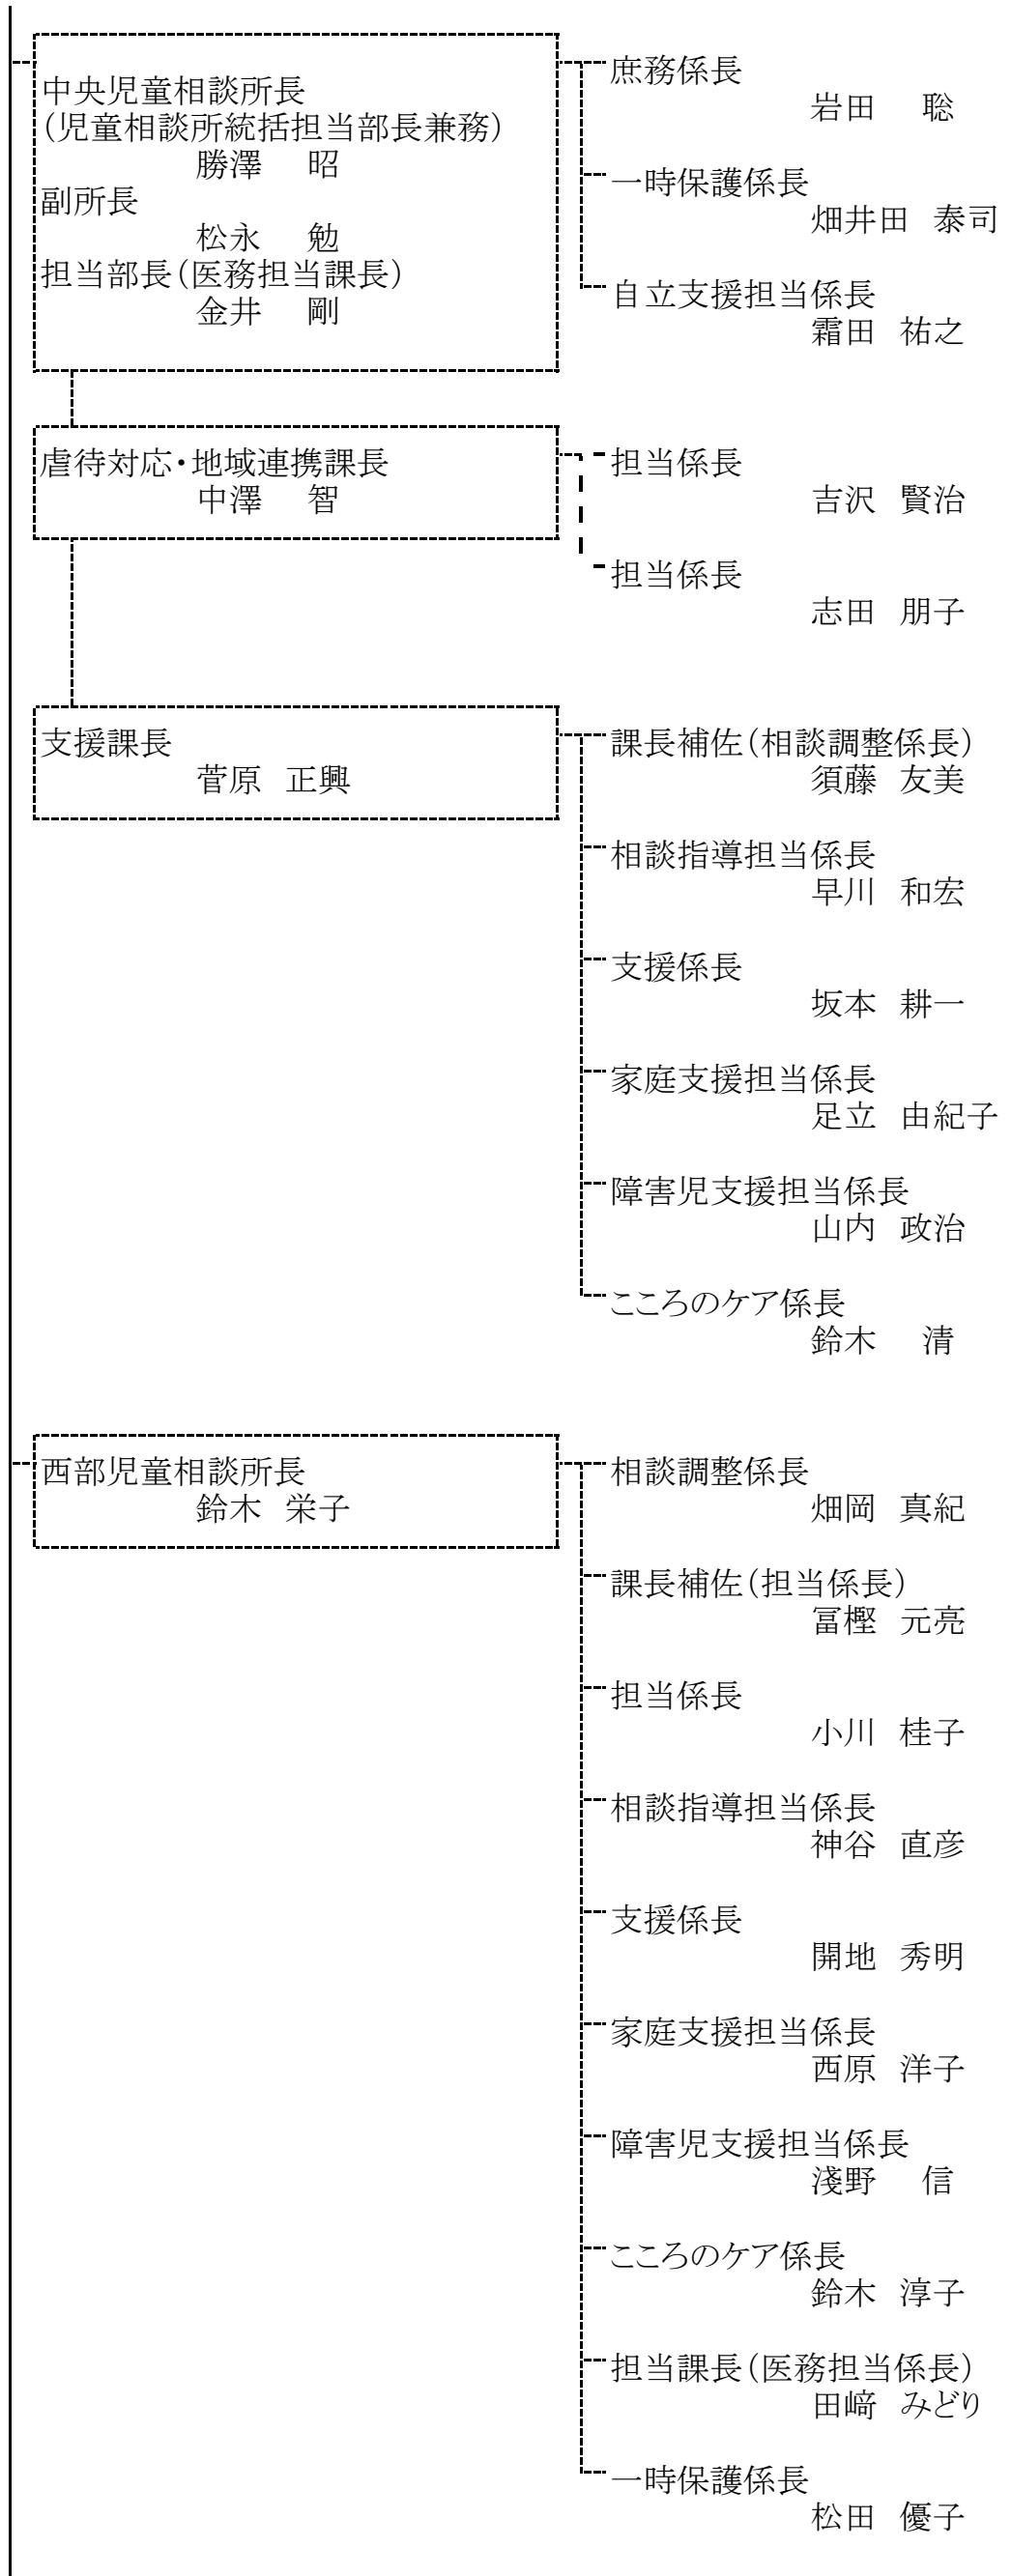 中央児童相談所長
(児童相談所統括担当部長兼務)
勝澤　昭
副所長
松永　勉
担当部長(医務担当課長)
金井　剛
庶務係長
岩田　聡
一時保護係長
畑井田 泰司
自立支援担当係長
霜田 祐之
虐待対応・地域連携課長
中澤　智
担当係長
吉沢 賢治
担当係長
志田 朋子
支援課長
菅原 正興
課長補佐(相談調整係長)
須藤 友美
相談指導担当係長
早川 和宏
支援係長
坂本 耕一
家庭支援担当係長
足立 由紀子
障害児支援担当係長
山内 政治
こころのケア係長
鈴木　清
西部児童相談所長
鈴木 栄子
相談調整係長
畑岡 真紀
課長補佐(担当係長)
冨樫 元亮
担当係長
小川 桂子
相談指導担当係長
神谷 直彦
支援係長
開地 秀明
家庭支援担当係長
西原 洋子
障害児支援担当係長
淺野　信
こころのケア係長
鈴木 淳子
担当課長(医務担当係長)
田﨑 みどり
一時保護係長
松田 優子